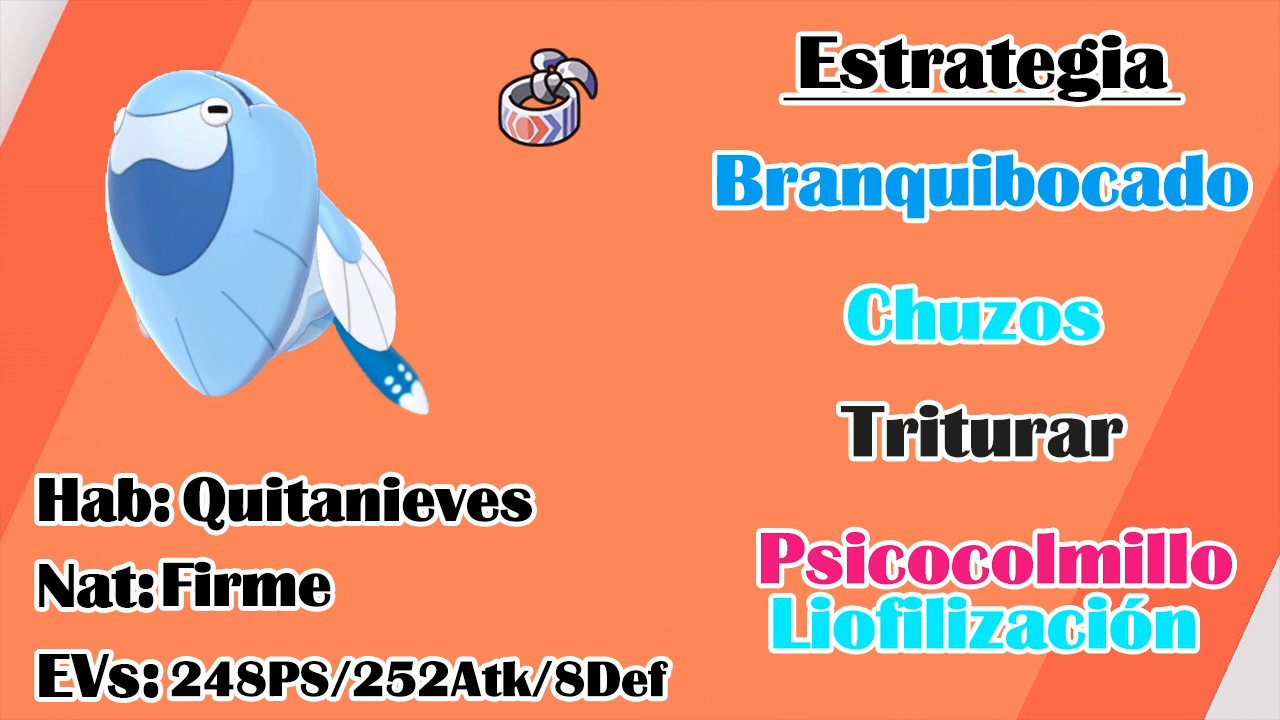 Estrategia
Branquibocado
Chuzos
Triturar
Psicocolmillo
Liofilización
Hab: Quitanieves
Nat: Firme
EVs: 248PS/252Atk/8Def